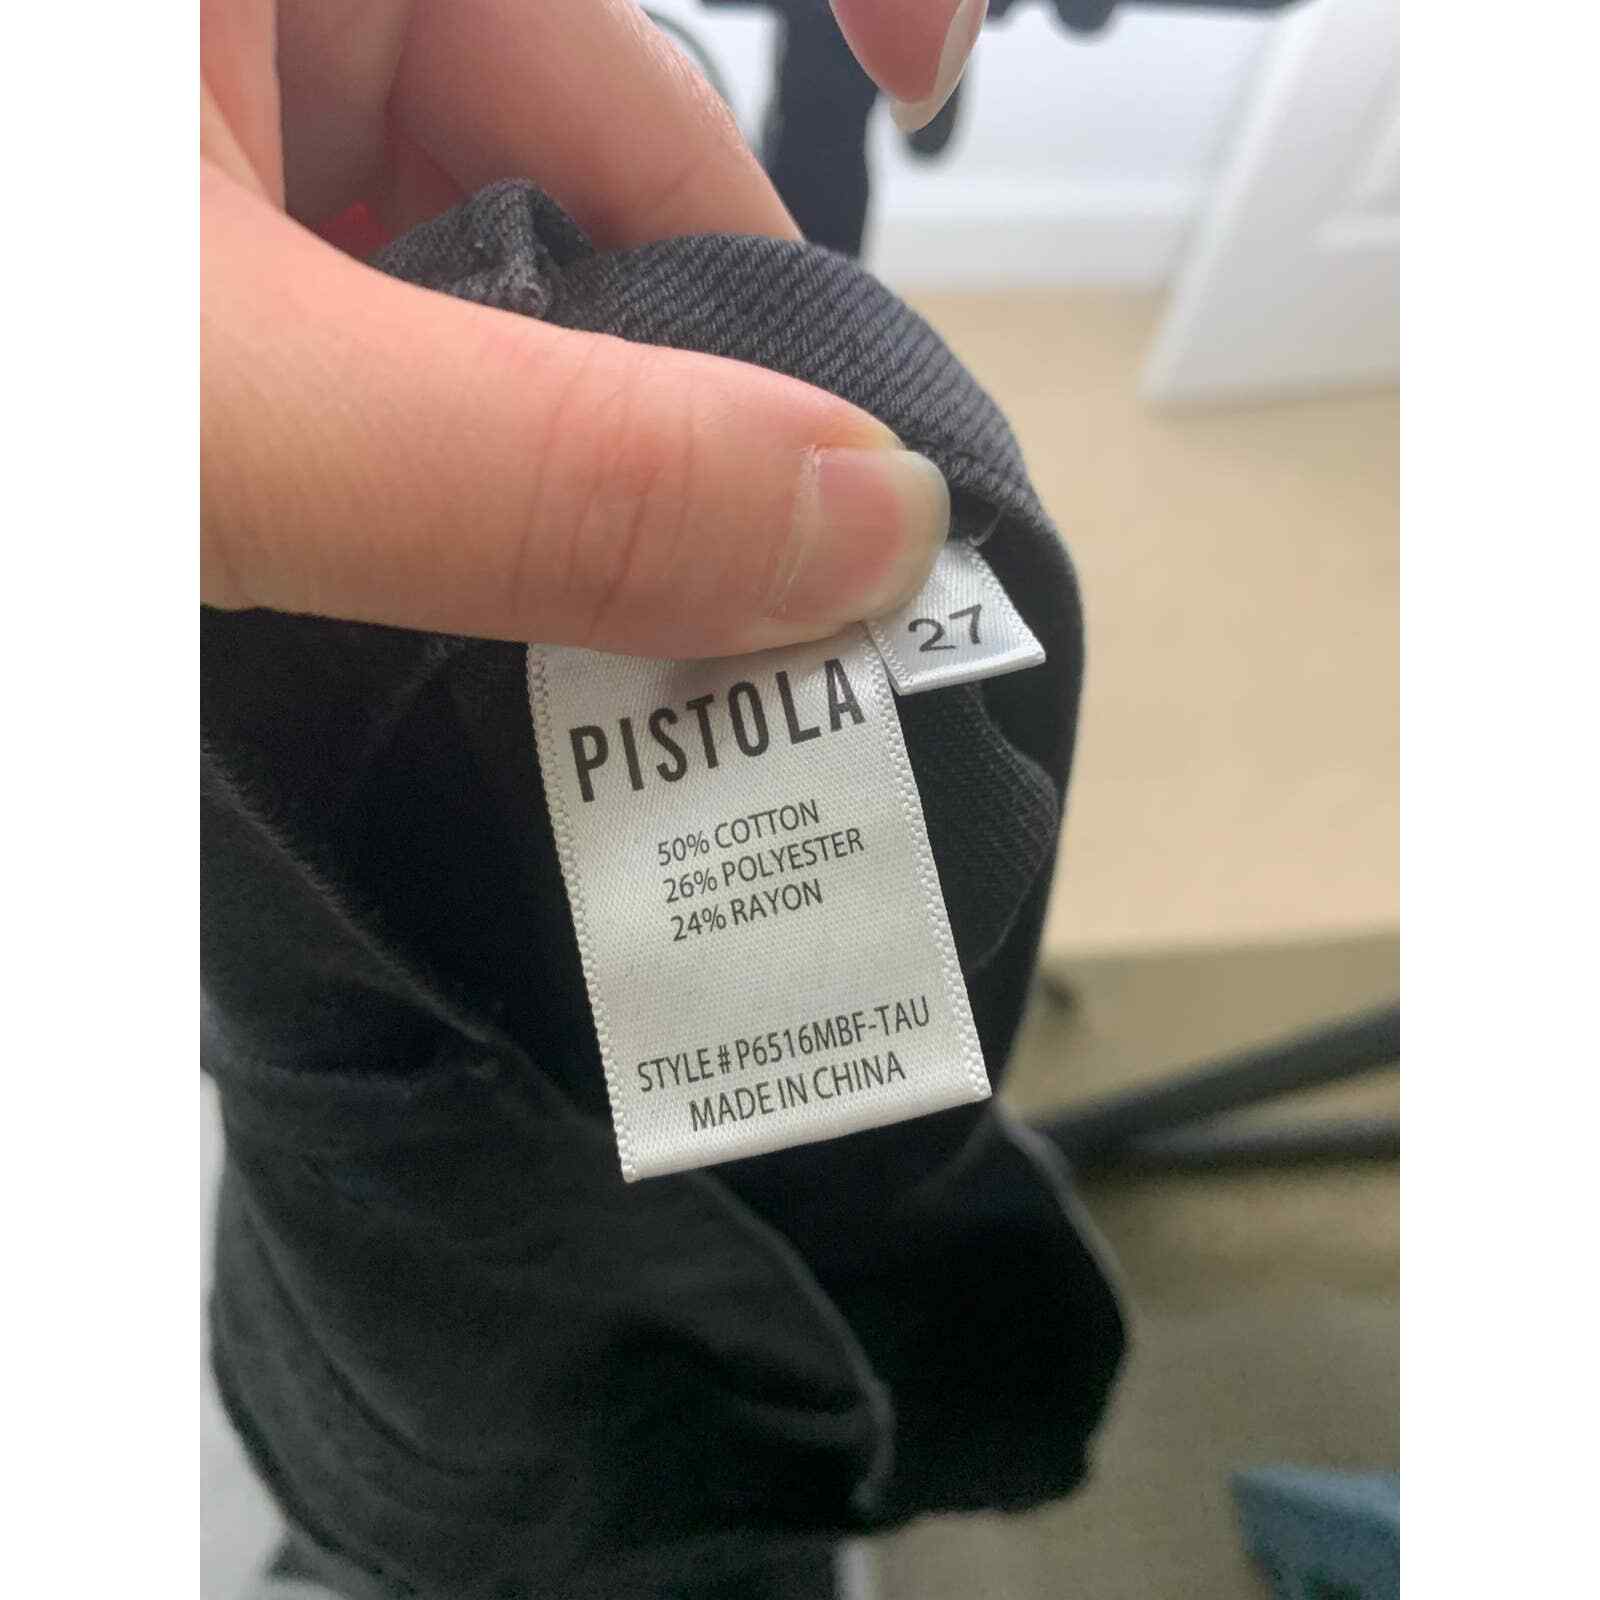 27
PISTOLA
50% COTTON
26% POLYESTER
24% RAYON
STYLE # P6516MBF-TAU
MADE IN CHINA